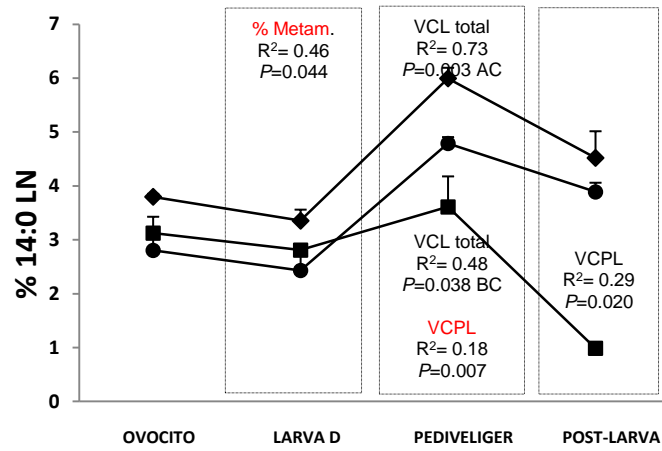 % 14:0 LN
7
6
5
4
3
2
1
0
% Metam.
R²= 0.46
P=0.044
VCL total
R²= 0.73
P=0.003 AC
VCL total
R²= 0.48
P=0.038 BC
VCPL
R²= 0.18
P=0.007
VCPL
R²= 0.29
P=0.020
OVOCITO LARVA D PEDIVELIGER POST-LARVA